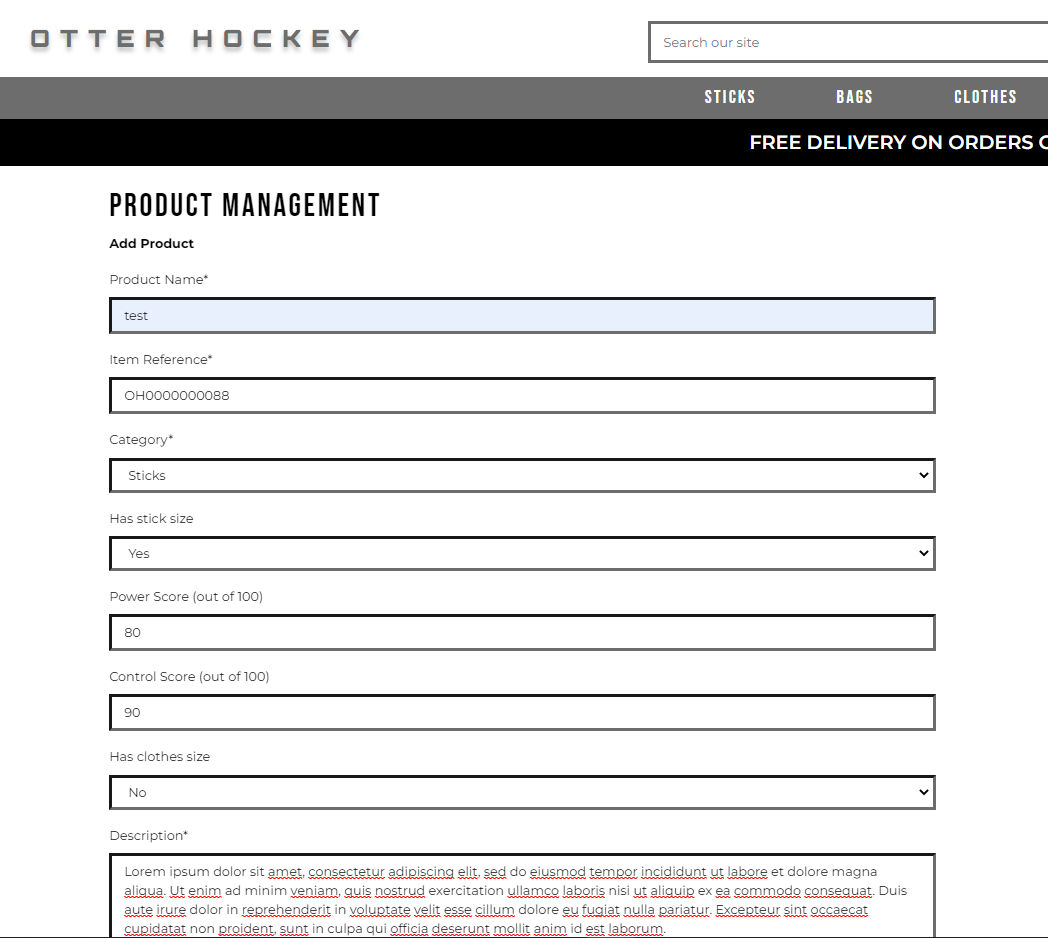 OTTER HOCKEY
Search our site
STICKS BAGS CLOTHES
FREE DELIVERY ON ORDERS
PRODUCT MANAGEMENT
Add Product
Product Name*
test
Item Reference*
OH0000000088
Category*
Sticks
Has stick size
Yes
Power Score (out of 100)
80
Control Score (out of 100)
90
Has clothes size
No
Description*
Lorem ipsum dolor sit amet, consectetur adipiscing elit, sed do eiusmod tempor incididunt ut labore et dolore magna
aliqua. Ut enim ad minim veniam, quis nostrud exercitation ullamco laboris nisi ut aliquip ex ea commodo consequat. Duis
aute irure dolor in reprehenderit in voluptate velit esse cillum dolore eu fugiat nulla pariatur. Excepteur sint occaecat
cupidatat non proident, sunt in culpa qui officia deserunt mollit anim id est laborum.